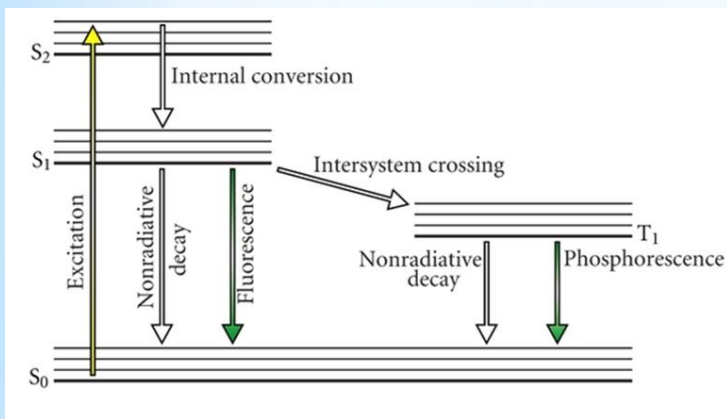 S₂
Internal conversion
S₁
Intersystem crossing
Excitation
Nonradiative
decay
Fluorescence
T₁
Nonradiative
decay
Phosphorescence
S₀